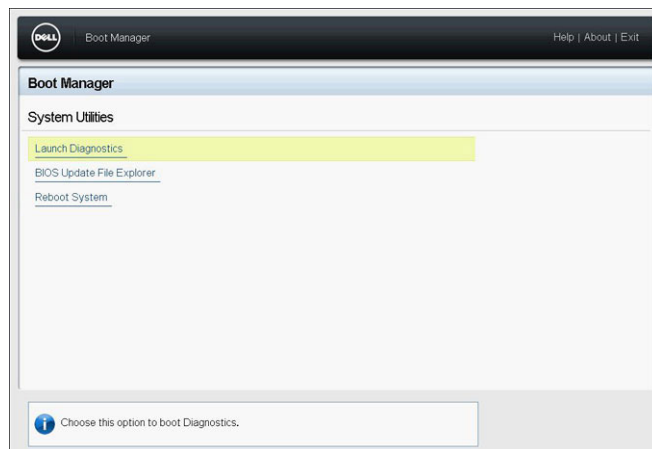 DELL Boot Manager Help | About | Exit
Boot Manager
System Utilities
Launch Diagnostics
BIOS Update File Explorer
Reboot System
Choose this option to boot Diagnostics.